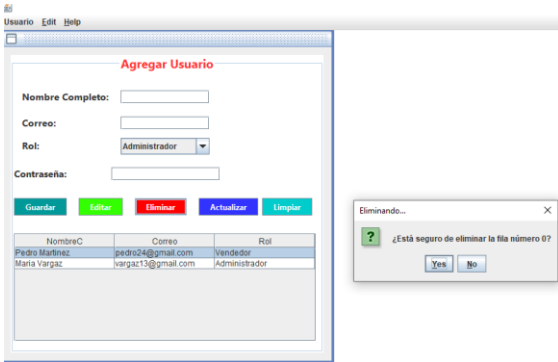 Usuario Edit Help
Agregar Usuario
Nombre Completo:
Correo:
Rol: Administrador
Contraseña:
Guardar Editar Eliminar Actualizar Limpiar
NombreC Correo Rol
Pedro Martinez pedro24@gmail.com Vendedor
Maria Vargaz vargaz13@gmail.com Administrador
Eliminando...
¿Está seguro de eliminar la fila número 0?
Yes No